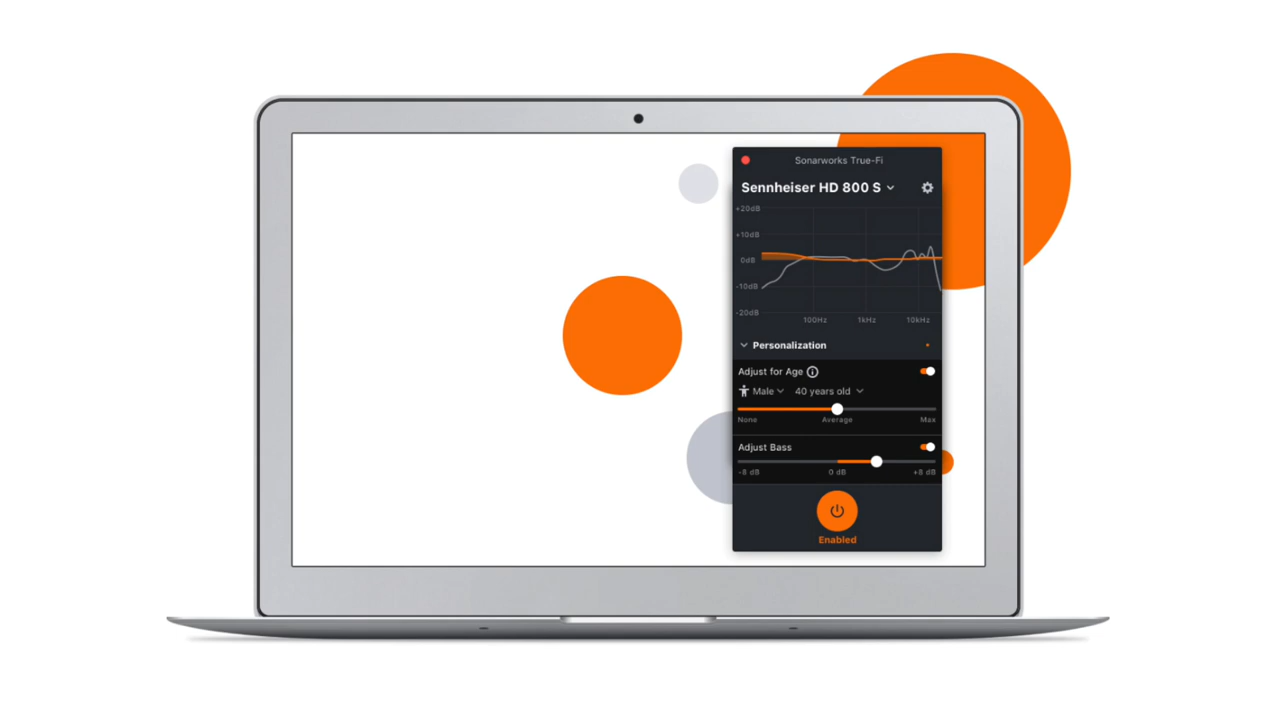 Sonarworks True-Fi
Sennheiser HD 800 S
+20dB
+10dB
0dB
-10dB
-20dB
100Hz 1kHz 10kHz
Personalization
Adjust for Age
Male 40 years old
None Average Max
Adjust Bass
-8 dB 0 dB +8 dB
Enabled